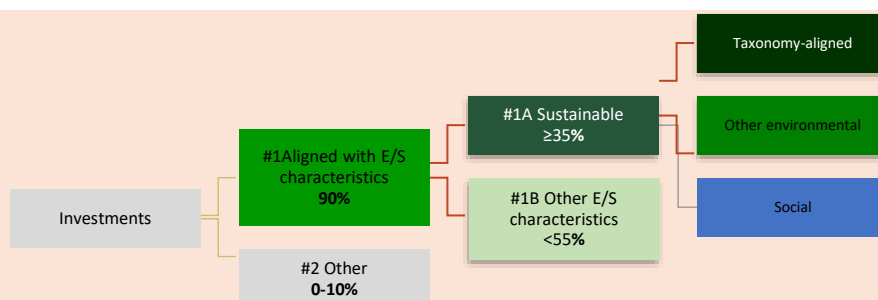 Investments
#1Aligned with E/S
characteristics
90%
#2 Other
0-10%
#1A Sustainable
≥35%
#1B Other E/S
characteristics
<55%
Taxonomy-aligned
Other environmental
Social